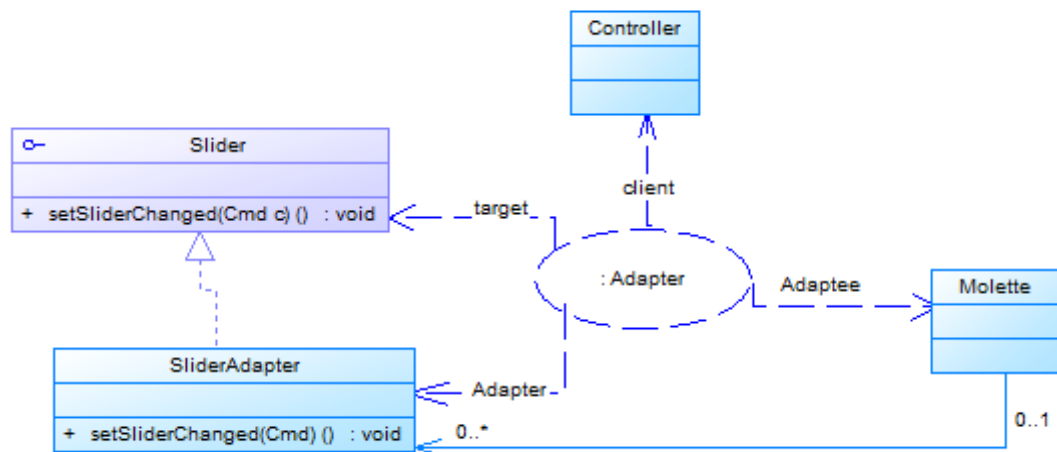 Controller
Slider
+ setSliderChanged(Cmd c) () : void
client
target
: Adapter
Adaptee
Molette
SliderAdapter
Adapter
+ setSliderChanged(Cmd) () : void
0..*
0..1